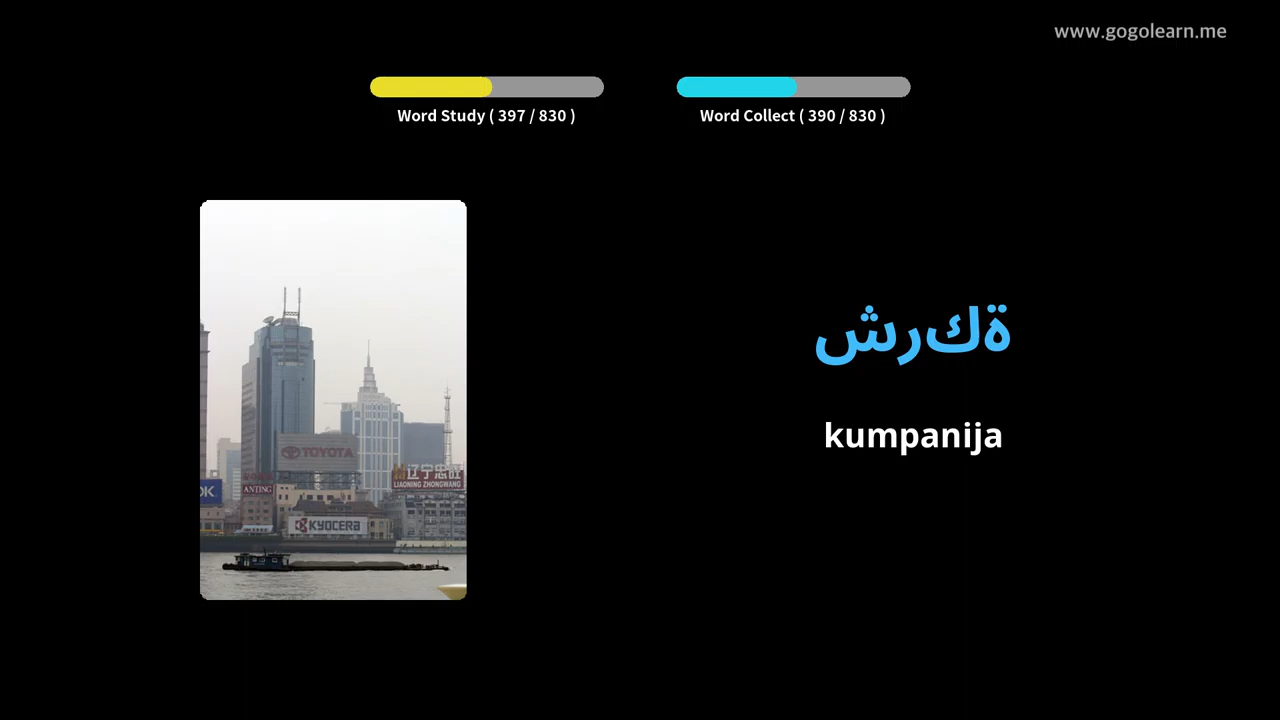 www.gogolearn.me
Word Study ( 397 / 830 )
Word Collect ( 390 / 830 )
ةكرش
kumpanija
TOYOTA
辽宁忠旺
LIAONING ZHONGWANG
OK
ANTING
KYOCERA